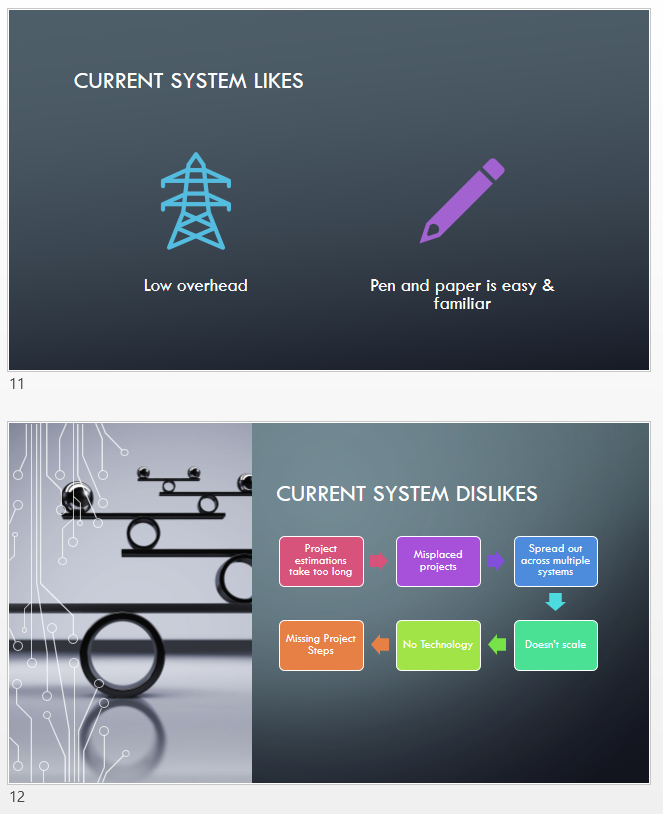 CURRENT SYSTEM LIKES
Low overhead
Pen and paper is easy &
familiar
11
CURRENT SYSTEM DISLIKES
Project
estimations
take too long
Misplaced
projects
Spread out
across multiple
systems
Missing Project
Steps
No Technology
Doesn't scale
12